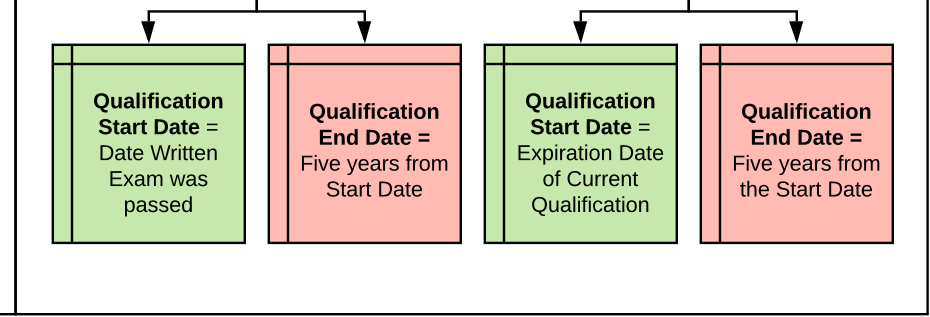 Qualification
Start Date =
Date Written
Exam was
passed
Qualification
End Date =
Five years from
Start Date
Qualification
Start Date =
Expiration Date
of Current
Qualification
Qualification
End Date =
Five years from
the Start Date